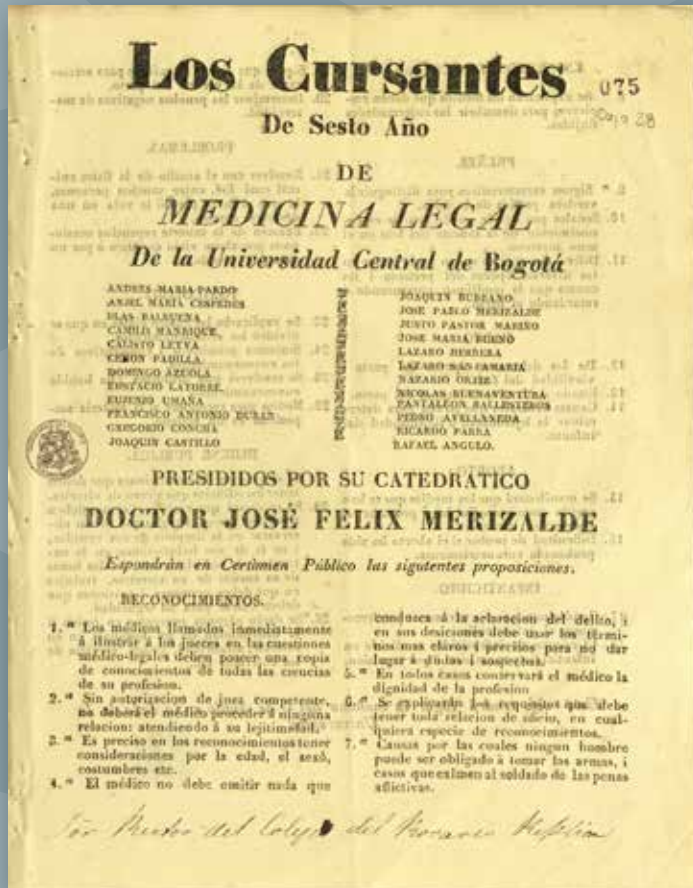 Los Cursantes
075
De Sesto Año
DE
MEDICINA LEGAL
De la Universidad Central de Bogotá
ANDRES MARIA PARDO
ANJEL MARIA CESPEDES
BLAS BALBUENA
CAMILO MANRIQUE,
CALISTO LEYVA
CERON PADILLA
DOMINGO AZUOLA
EUSTACIO LATORRE,
EUJENIO UMAÑA
FRANCISCO ANTONIO DURAN
GREGORIO CONCHA
JOAQUIN CASTILLO
JOAQUIN BURBANO
JOSE PABLO MERIZALDE
JUSTO PASTOR MARIÑO
JOSE MARIA BUENO
LAZARO HERRERA
LAZARO SANTAMARIA
NAZARIO ORTIZ
NICOLAS BUENAVENTURA
PANTALEON BALLESTEROS
PEDRO AVELLANEDA
RICARDO PARRA
RAFAEL ANGULO.
PRESIDIDOS POR SU CATEDRATICO
DOCTOR JOSÉ FELIX MERIZALDE
Espondrán en Certámen Público las siguientes proposiciones.
RECONOCIMIENTOS.
1.ª Los médicos llamados inmediatamente
á ilustrar á los jueces en las cuestiones
médico-legales deben poseer una copia
de conocimientos de todas las ciencias
de su profesion.
2.ª Sin autorizacion de juez competente,
no deberá el médico proceder á ninguna
relacion: atendiendo á su lejitimidad.
3.ª Es preciso en los reconocimientos tener
consideraciones por la edad, el sexô,
costumbres etc.
4.ª El médico no debe omitir nada que
conduzca á la aclaracion del delito, i
en sus desiciones debe usar los térmi-
nos mas claros i precisos para no dar
lugar á dudas i sospechas.
5.ª En todos casos conservará el médico la
dignidad de la profesion
6.ª Se esplicarán los requisitos que debe
tener toda relacion de oficio, en cual-
quiera especie de reconocimientos.
7.ª Causas por las cuales ningun hombre
puede ser obligado á tomar las armas, i
casos que eximen al soldado de las penas
aflictivas.
Rector del Colejio del Rosario